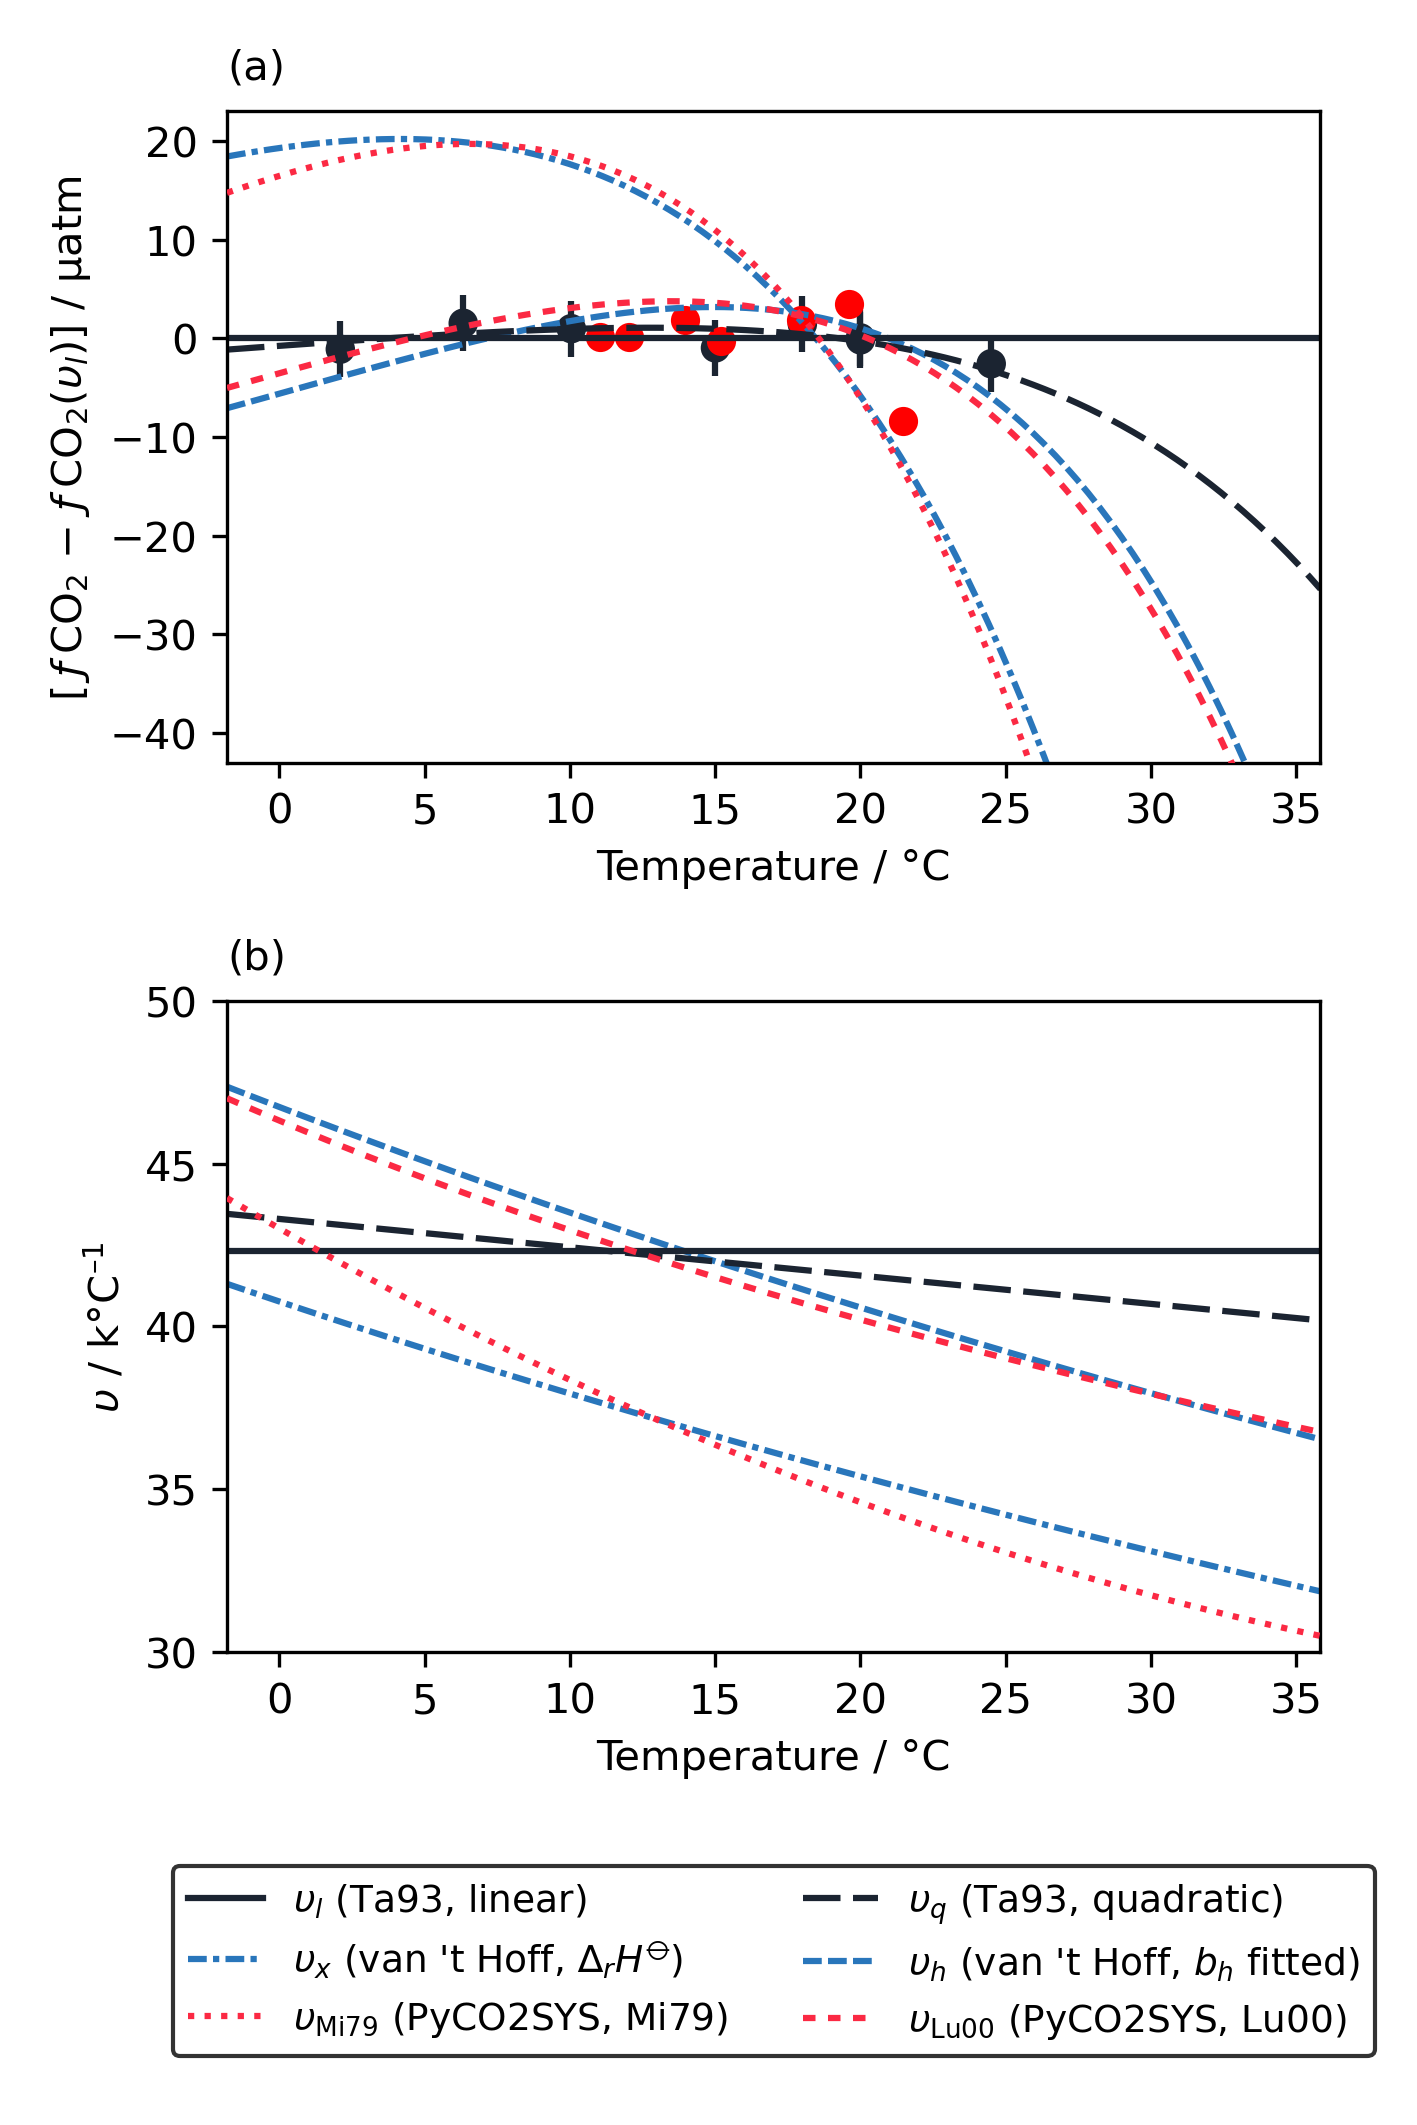 (a)
[fCO₂ − fCO₂(υₗ)] / µatm
20
10
0
−10
−20
−30
−40
0 5 10 15 20 25 30 35
Temperature / °C
(b)
υ / k°C⁻¹
50
45
40
35
30
0 5 10 15 20 25 30 35
Temperature / °C
υₗ (Ta93, linear)
υ_q (Ta93, quadratic)
υₓ (van 't Hoff, ΔᵣH⊖)
υₕ (van 't Hoff, bₕ fitted)
υ_Mi79 (PyCO2SYS, Mi79)
υ_Lu00 (PyCO2SYS, Lu00)